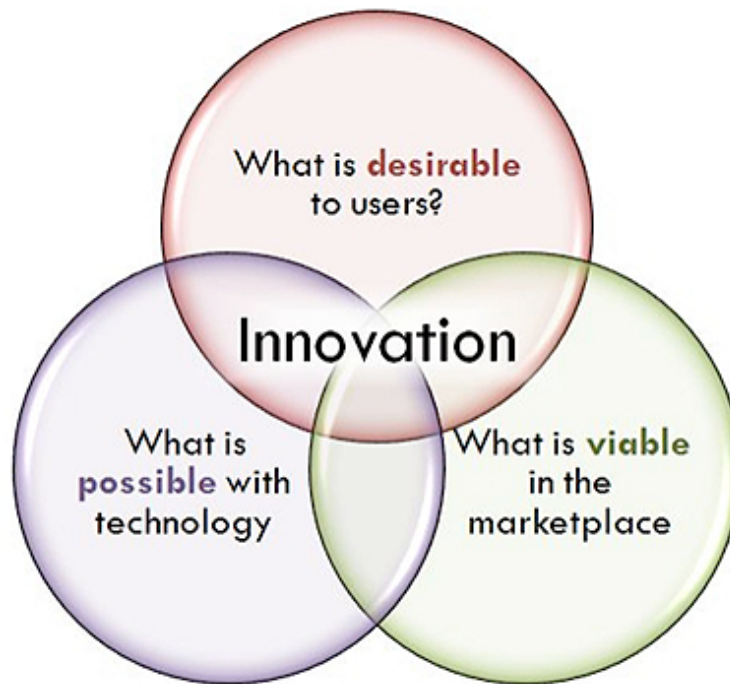 What is desirable
to users?
Innovation
What is
possible with
technology
What is viable
in the
marketplace